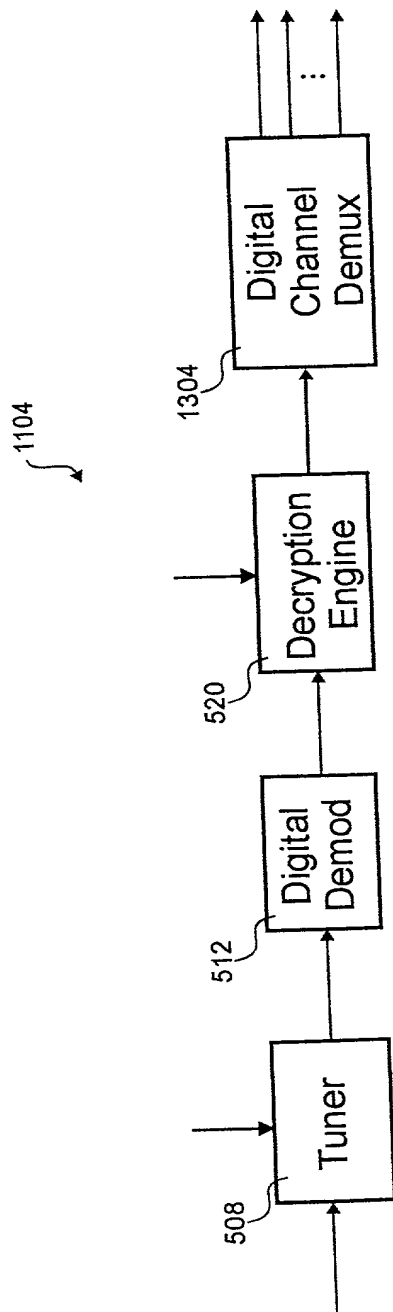 1104
508
Tuner
512
Digital
Demod
520
Decryption
Engine
1304
Digital
Channel
Demux
...